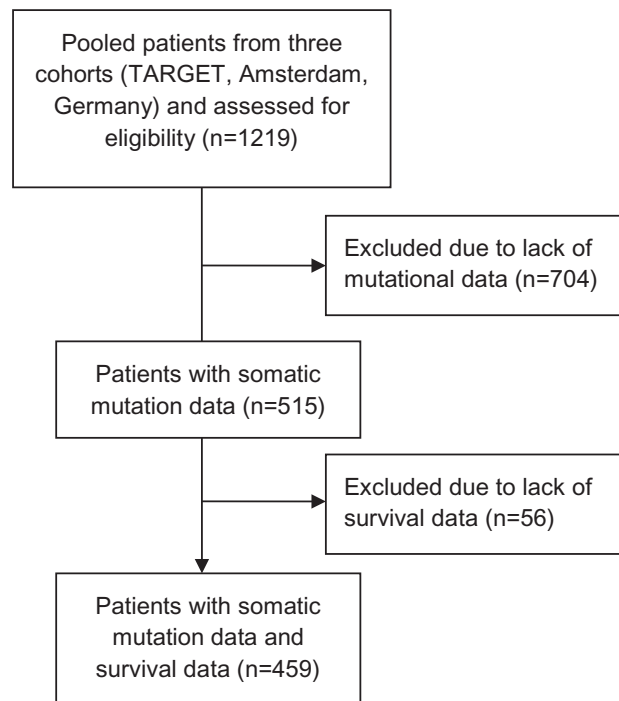 Pooled patients from three
cohorts (TARGET, Amsterdam,
Germany) and assessed for
eligibility (n=1219)
Excluded due to lack of
mutational data (n=704)
Patients with somatic
mutation data (n=515)
Excluded due to lack of
survival data (n=56)
Patients with somatic
mutation data and
survival data (n=459)